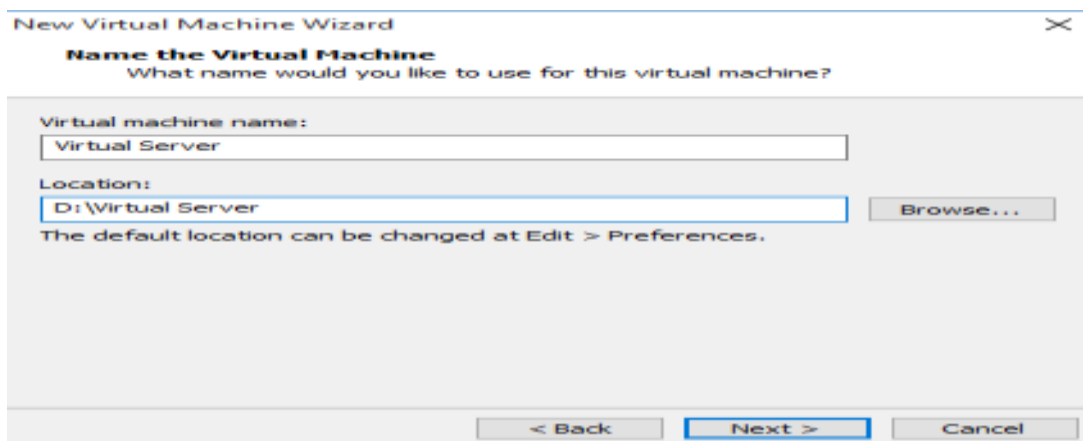 New Virtual Machine Wizard
Name the Virtual Machine
What name would you like to use for this virtual machine?
Virtual machine name:
Virtual Server
Location:
D:\Virtual Server
Browse...
The default location can be changed at Edit > Preferences.
< Back
Next >
Cancel